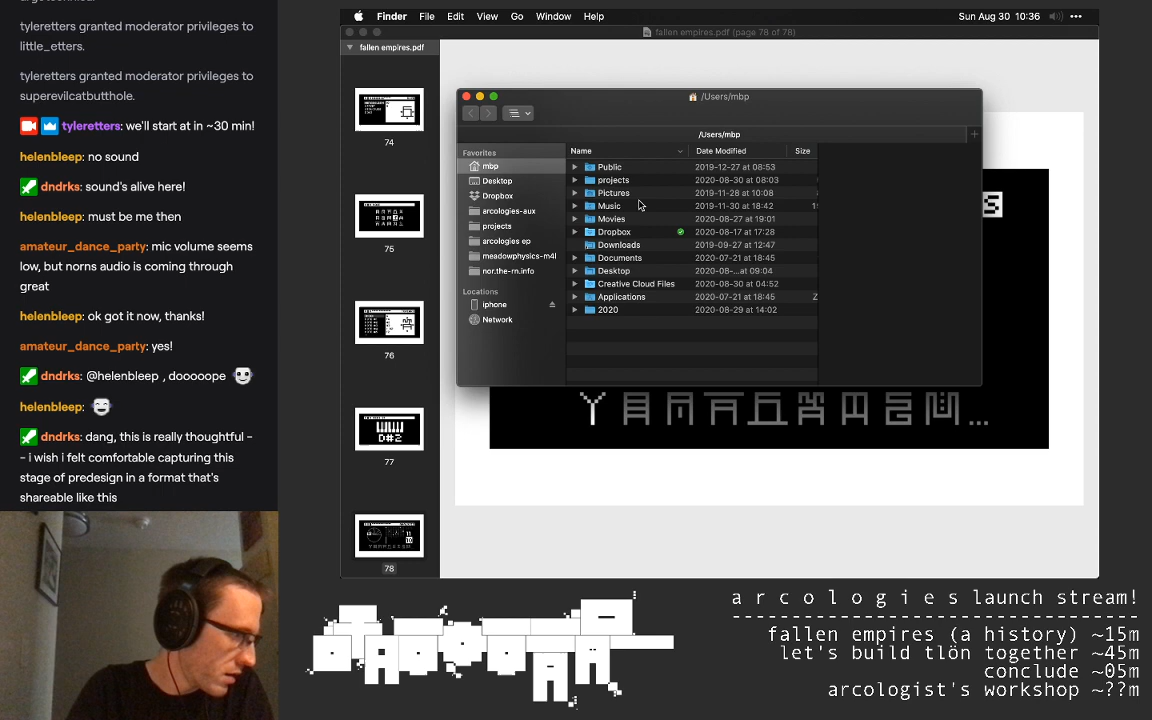 tyleretters granted moderator privileges to
little_etters.
tyleretters granted moderator privileges to
superevilcatbutthole.
tyleretters: we'll start at in ~30 min!
helenbleep: no sound
dndrks: sound's alive here!
helenbleep: must be me then
amateur_dance_party: mic volume seems
low, but norns audio is coming through
great
helenbleep: ok got it now, thanks!
amateur_dance_party: yes!
dndrks: @helenbleep , dooooope
helenbleep:
dndrks: dang, this is really thoughtful –
– i wish i felt comfortable capturing this
stage of predesign in a format that's
shareable like this
Finder File Edit View Go Window Help
Sun Aug 30 10:36
fallen empires.pdf (page 78 of 78)
fallen empires.pdf
74
75
76
D#2
77
78
/Users/mbp
/Users/mbp
Favorites
mbp
Desktop
Dropbox
arcologies-aux
projects
arcologies ep
meadowphysics-m4l
nor.the-rn.info
Locations
iphone
Network
Name Date Modified Size
Public 2019-12-27 at 08:53
projects 2020-08-30 at 08:03
Pictures 2019-11-28 at 10:08
Music 2019-11-30 at 18:42
Movies 2020-08-27 at 19:01
Dropbox 2020-08-17 at 17:28
Downloads 2019-09-27 at 12:47
Documents 2020-07-21 at 18:45
Desktop 2020-08-...at 09:04
Creative Cloud Files 2020-08-30 at 04:52
Applications 2020-07-21 at 18:45
2020 2020-08-29 at 14:02
a r c o l o g i e s launch stream!
fallen empires (a history) ~15m
let's build tlön together ~45m
conclude ~05m
arcologist's workshop ~??m